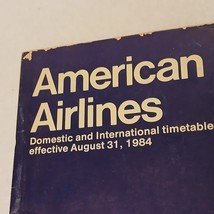 American
Airlines
Domestic and International timetable
effective August 31, 1984